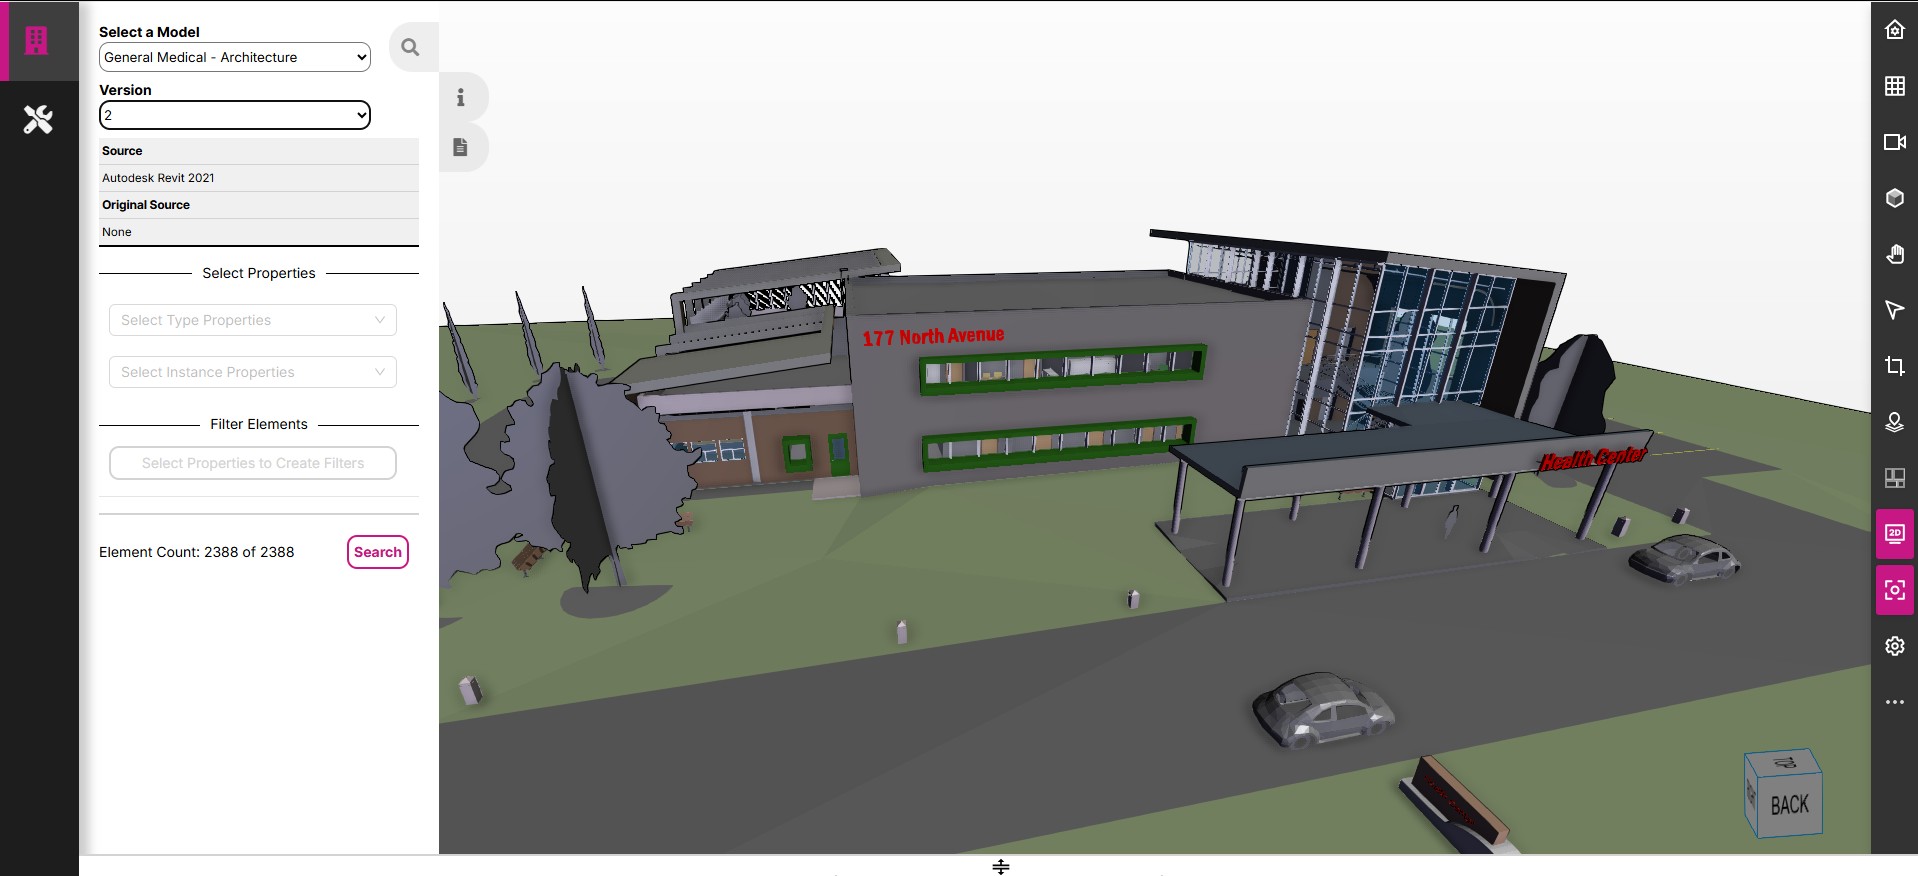 Select a Model
General Medical - Architecture
Version
2
Source
Autodesk Revit 2021
Original Source
None
Select Properties
Select Type Properties
Select Instance Properties
Filter Elements
Select Properties to Create Filters
Element Count: 2388 of 2388
Search
177 North Avenue
Health Center
2D
TOP
BACK